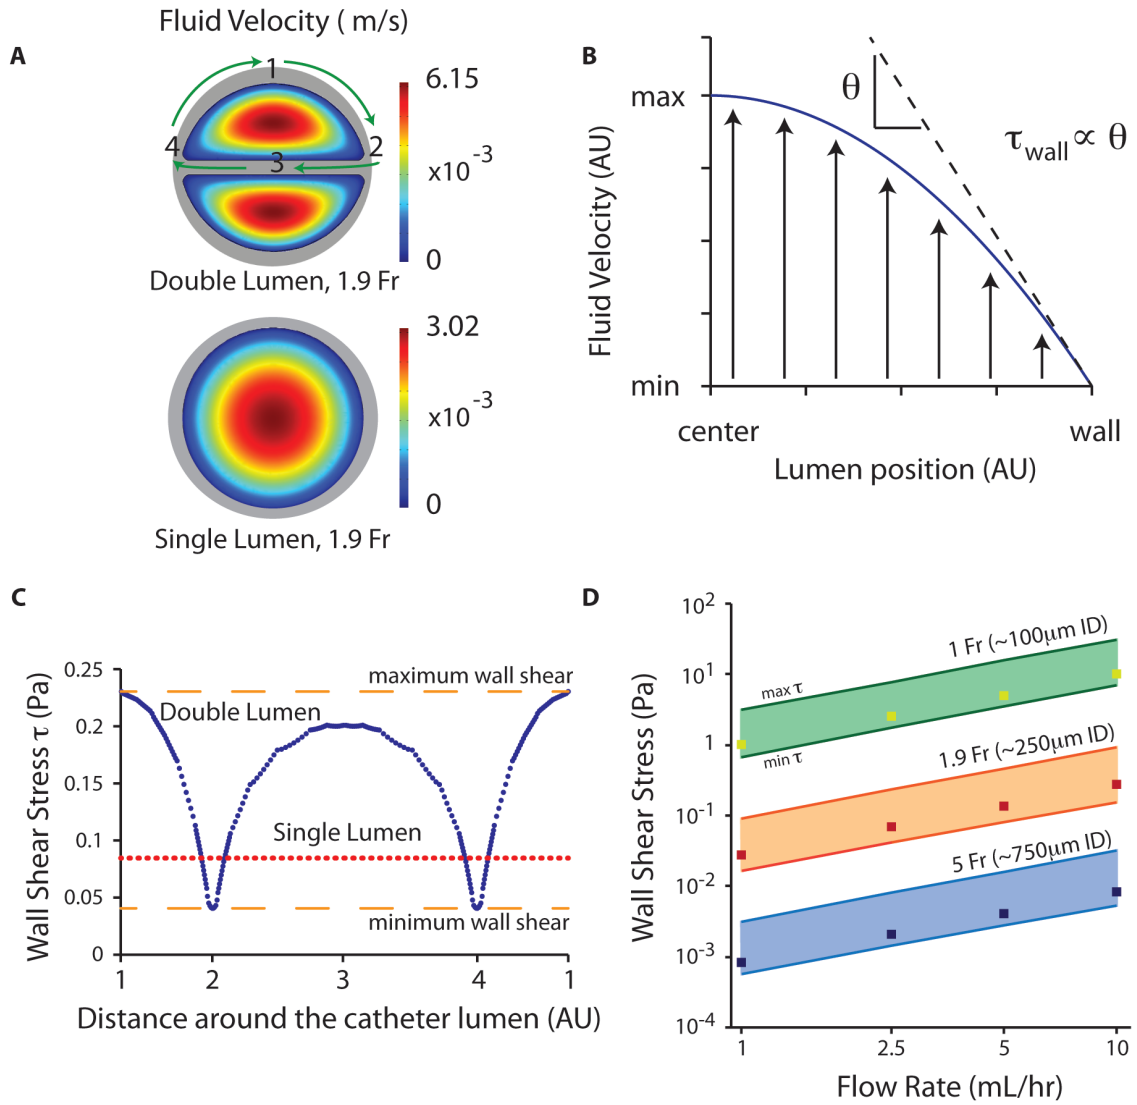 Fluid Velocity ( m/s)
A
1
4
2
3
6.15
x10⁻³
0
Double Lumen, 1.9 Fr
3.02
x10⁻³
0
Single Lumen, 1.9 Fr
B
Fluid Velocity (AU)
max
min
θ
τwall∝ θ
center
wall
Lumen position (AU)
C
Wall Shear Stress τ (Pa)
0.25
0.2
0.15
0.1
0.05
0
maximum wall shear
Double Lumen
Single Lumen
minimum wall shear
1
2
3
4
1
Distance around the catheter lumen (AU)
D
Wall Shear Stress (Pa)
10²
10¹
1
10⁻¹
10⁻²
10⁻³
10⁻⁴
1 Fr (~100μm ID)
max τ
min τ
1.9 Fr (~250μm ID)
5 Fr (~750μm ID)
1
2.5
5
10
Flow Rate (mL/hr)